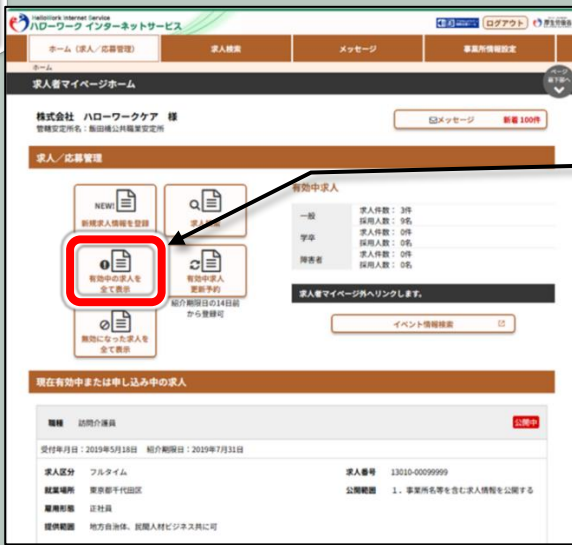 HelloWork Internet Service
ハローワーク インターネットサービス
ログアウト
ホーム（求人／応募管理）
求人検索
メッセージ
事業所情報設定
ホーム
求人者マイページホーム
ページ
最下部へ
株式会社 ハローワークケア 様
管轄安定所名：飯田橋公共職業安定所
メッセージ 新着 100件
求人／応募管理
NEW!
新規求人情報を登録
有効中の求人を
全て表示
有効中求人
更新予約
紹介期限日の14日前
から登録可
無効になった求人を
全て表示
有効中求人
一般
求人件数： 3件
採用人数： 9名
学卒
求人件数： 0件
採用人数： 0名
障害者
求人件数： 0件
採用人数： 0名
求人者マイページ外へリンクします。
イベント情報検索
現在有効中または申し込み中の求人
職種 訪問介護員
公開中
受付年月日：2019年5月18日 紹介期限日：2019年7月31日
求人区分 フルタイム
求人番号 13010-00099999
就業場所 東京都千代田区
公開範囲 1．事業所名等を含む求人情報を公開する
雇用形態 正社員
提供範囲 地方自治体、民間人材ビジネス共に可